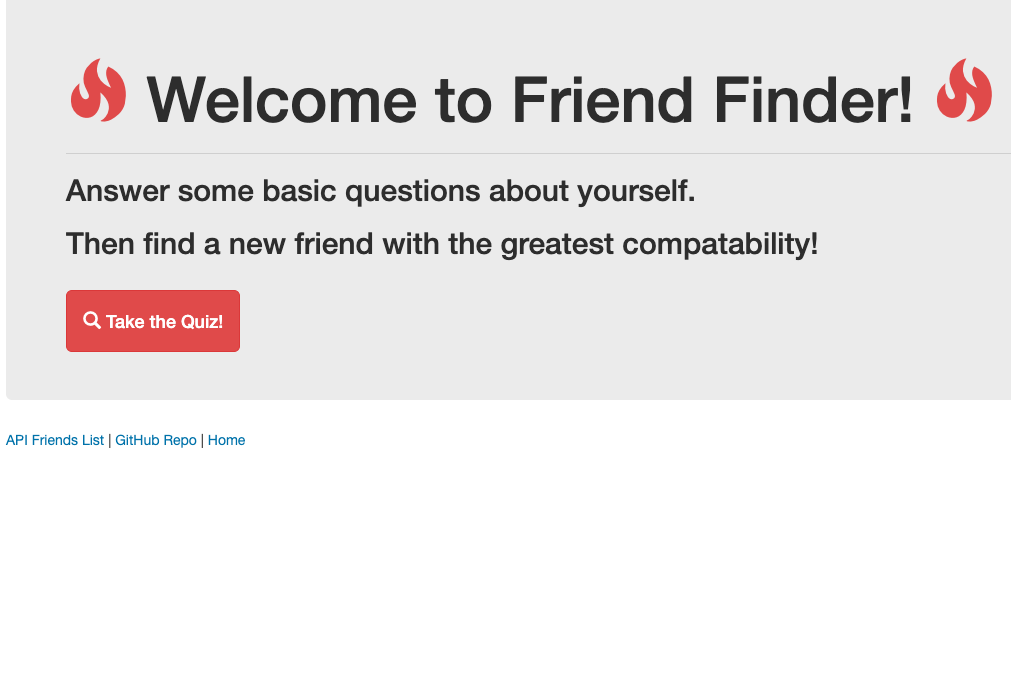 Welcome to Friend Finder!
Answer some basic questions about yourself.
Then find a new friend with the greatest compatability!
Take the Quiz!
API Friends List | GitHub Repo | Home